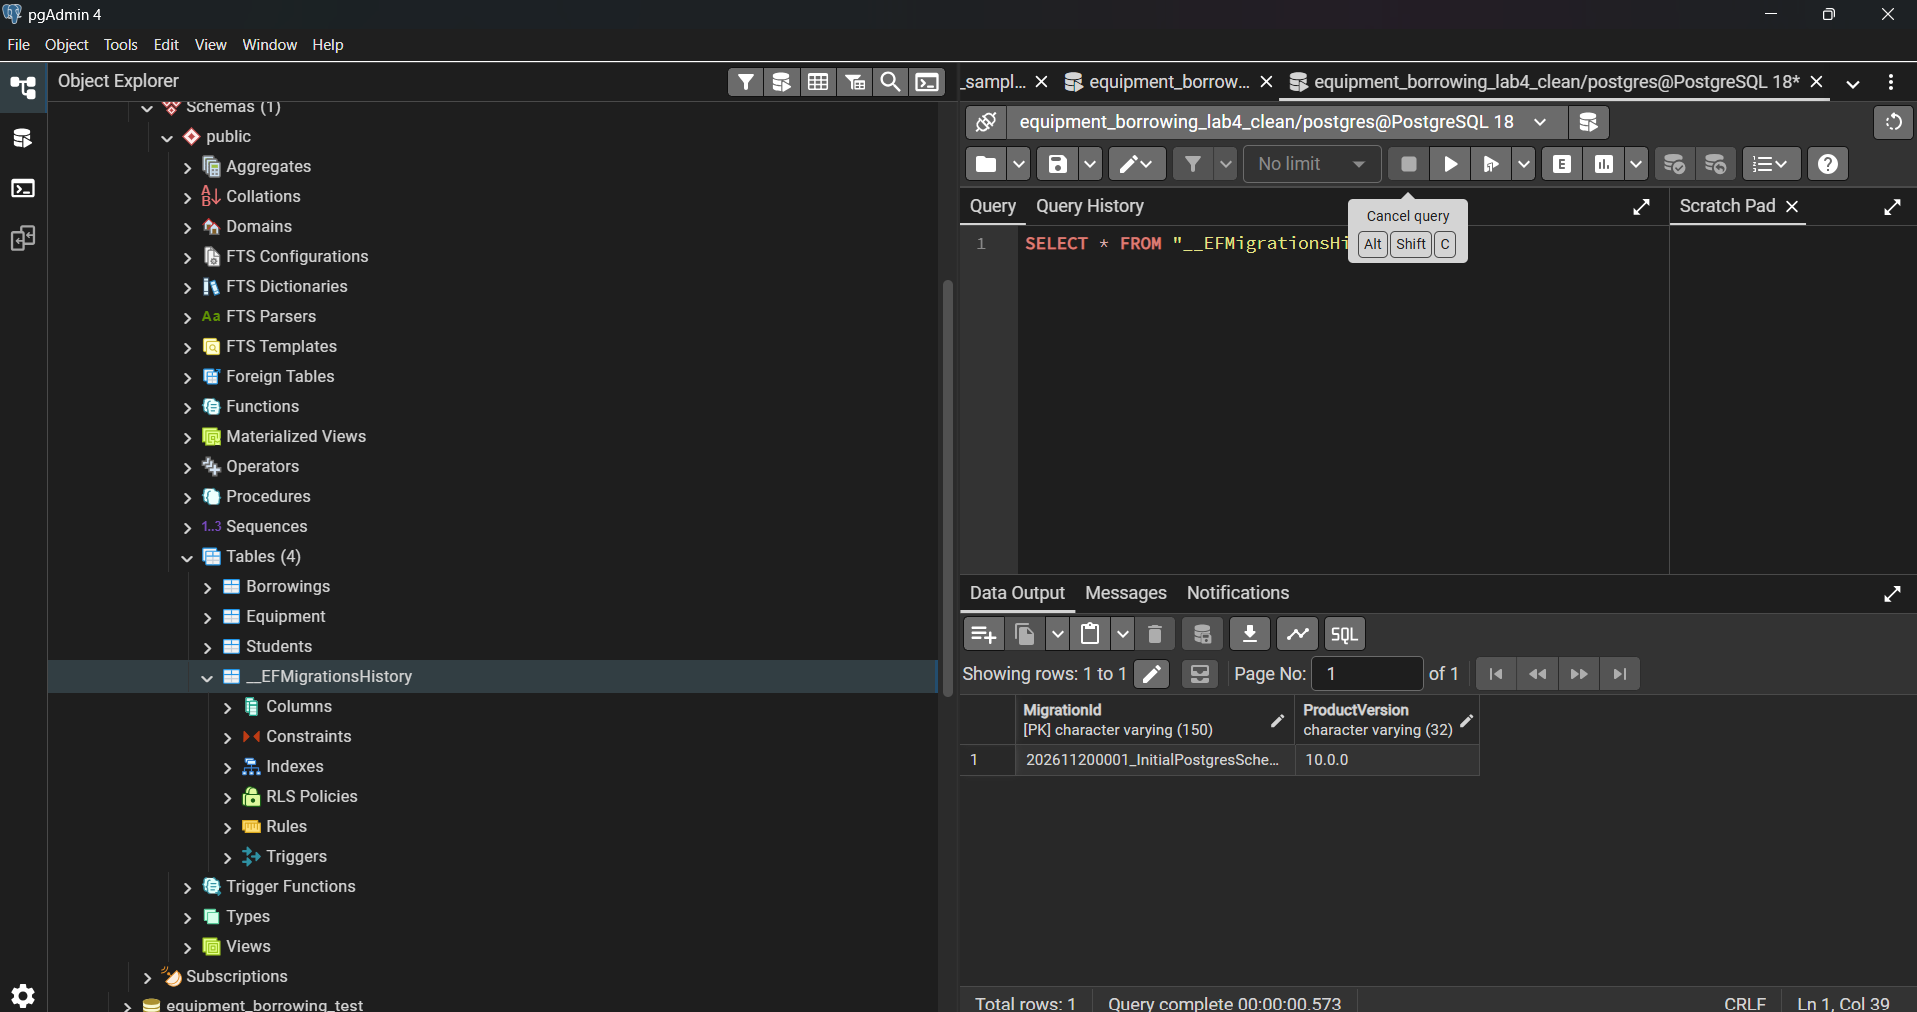 pgAdmin 4
File Object Tools Edit View Window Help
Object Explorer
Schemas (1)
public
Aggregates
Collations
Domains
FTS Configurations
FTS Dictionaries
Aa FTS Parsers
FTS Templates
Foreign Tables
Functions
Materialized Views
Operators
Procedures
1..3 Sequences
Tables (4)
Borrowings
Equipment
Students
__EFMigrationsHistory
Columns
Constraints
Indexes
RLS Policies
Rules
Triggers
Trigger Functions
Types
Views
Subscriptions
equipment_borrowing_test
_sampl... equipment_borrow... equipment_borrowing_lab4_clean/postgres@PostgreSQL 18*
equipment_borrowing_lab4_clean/postgres@PostgreSQL 18
No limit E
Query Query History
Cancel query
Alt Shift C
Scratch Pad
1 SELECT * FROM "__EFMigrationsHi
Data Output Messages Notifications
SQL
Showing rows: 1 to 1 Page No: 1 of 1
MigrationId ProductVersion
[PK] character varying (150) character varying (32)
1 202611200001_InitialPostgresSche... 10.0.0
Total rows: 1 Query complete 00:00:00.573 CRLF Ln 1, Col 39